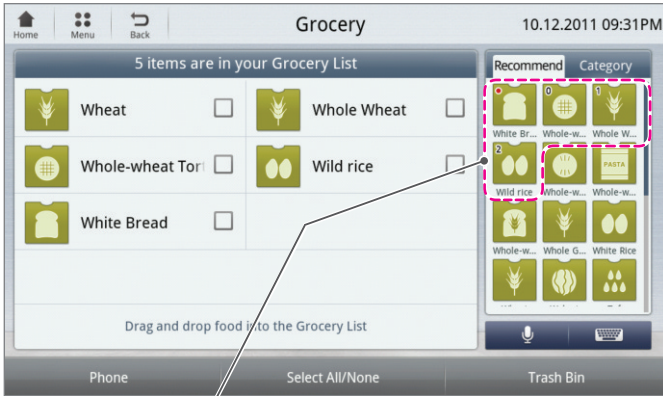 Home
Menu
Back
Grocery
10.12.2011 09:31PM
5 items are in your Grocery List
Wheat
Whole Wheat
Whole-wheat Tor
Wild rice
White Bread
Drag and drop food into the Grocery List
Recommend
Category
0
1
White Br...
Whole-w...
Whole W...
2
PASTA
Wild rice
Whole-w...
Whole-w...
Whole-w...
Whole G...
White Rice
Phone
Select All/None
Trash Bin